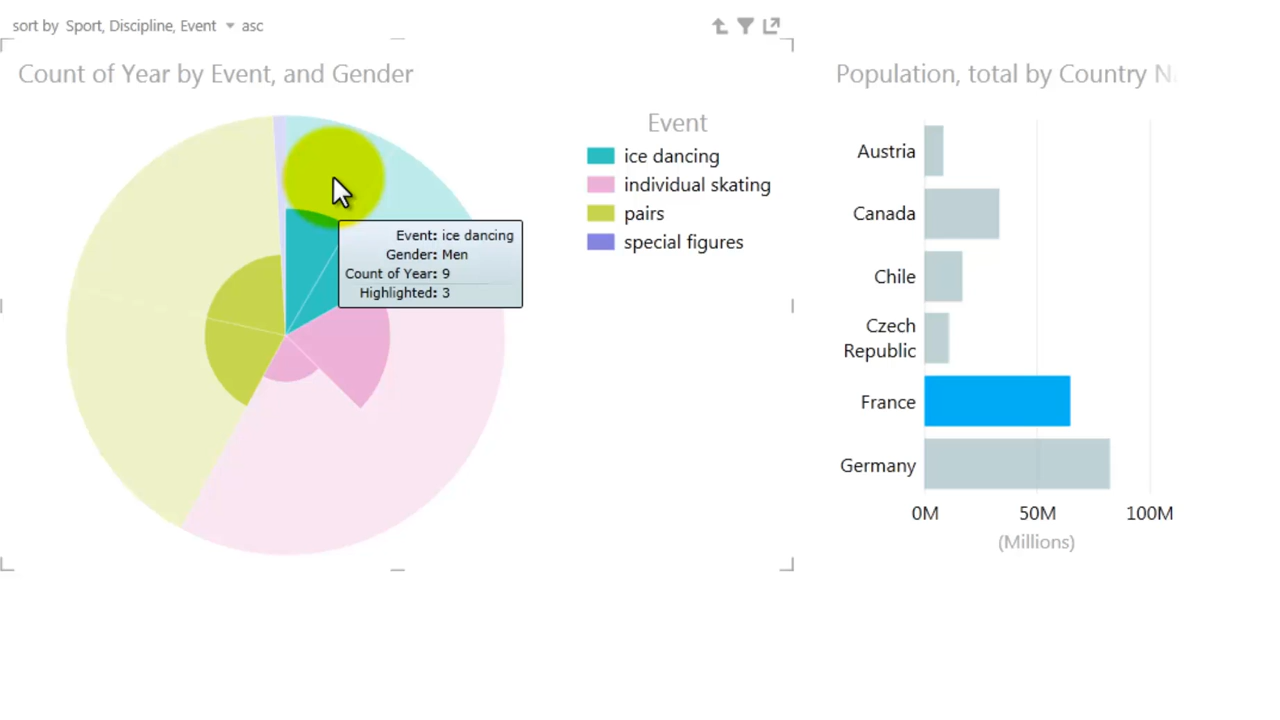 sort by Sport, Discipline, Event asc
Count of Year by Event, and Gender
Event
ice dancing
individual skating
pairs
special figures
Event: ice dancing
Gender: Men
Count of Year: 9
Highlighted: 3
Population, total by Country
Austria
Canada
Chile
Czech
Republic
France
Germany
0M 50M 100M
(Millions)